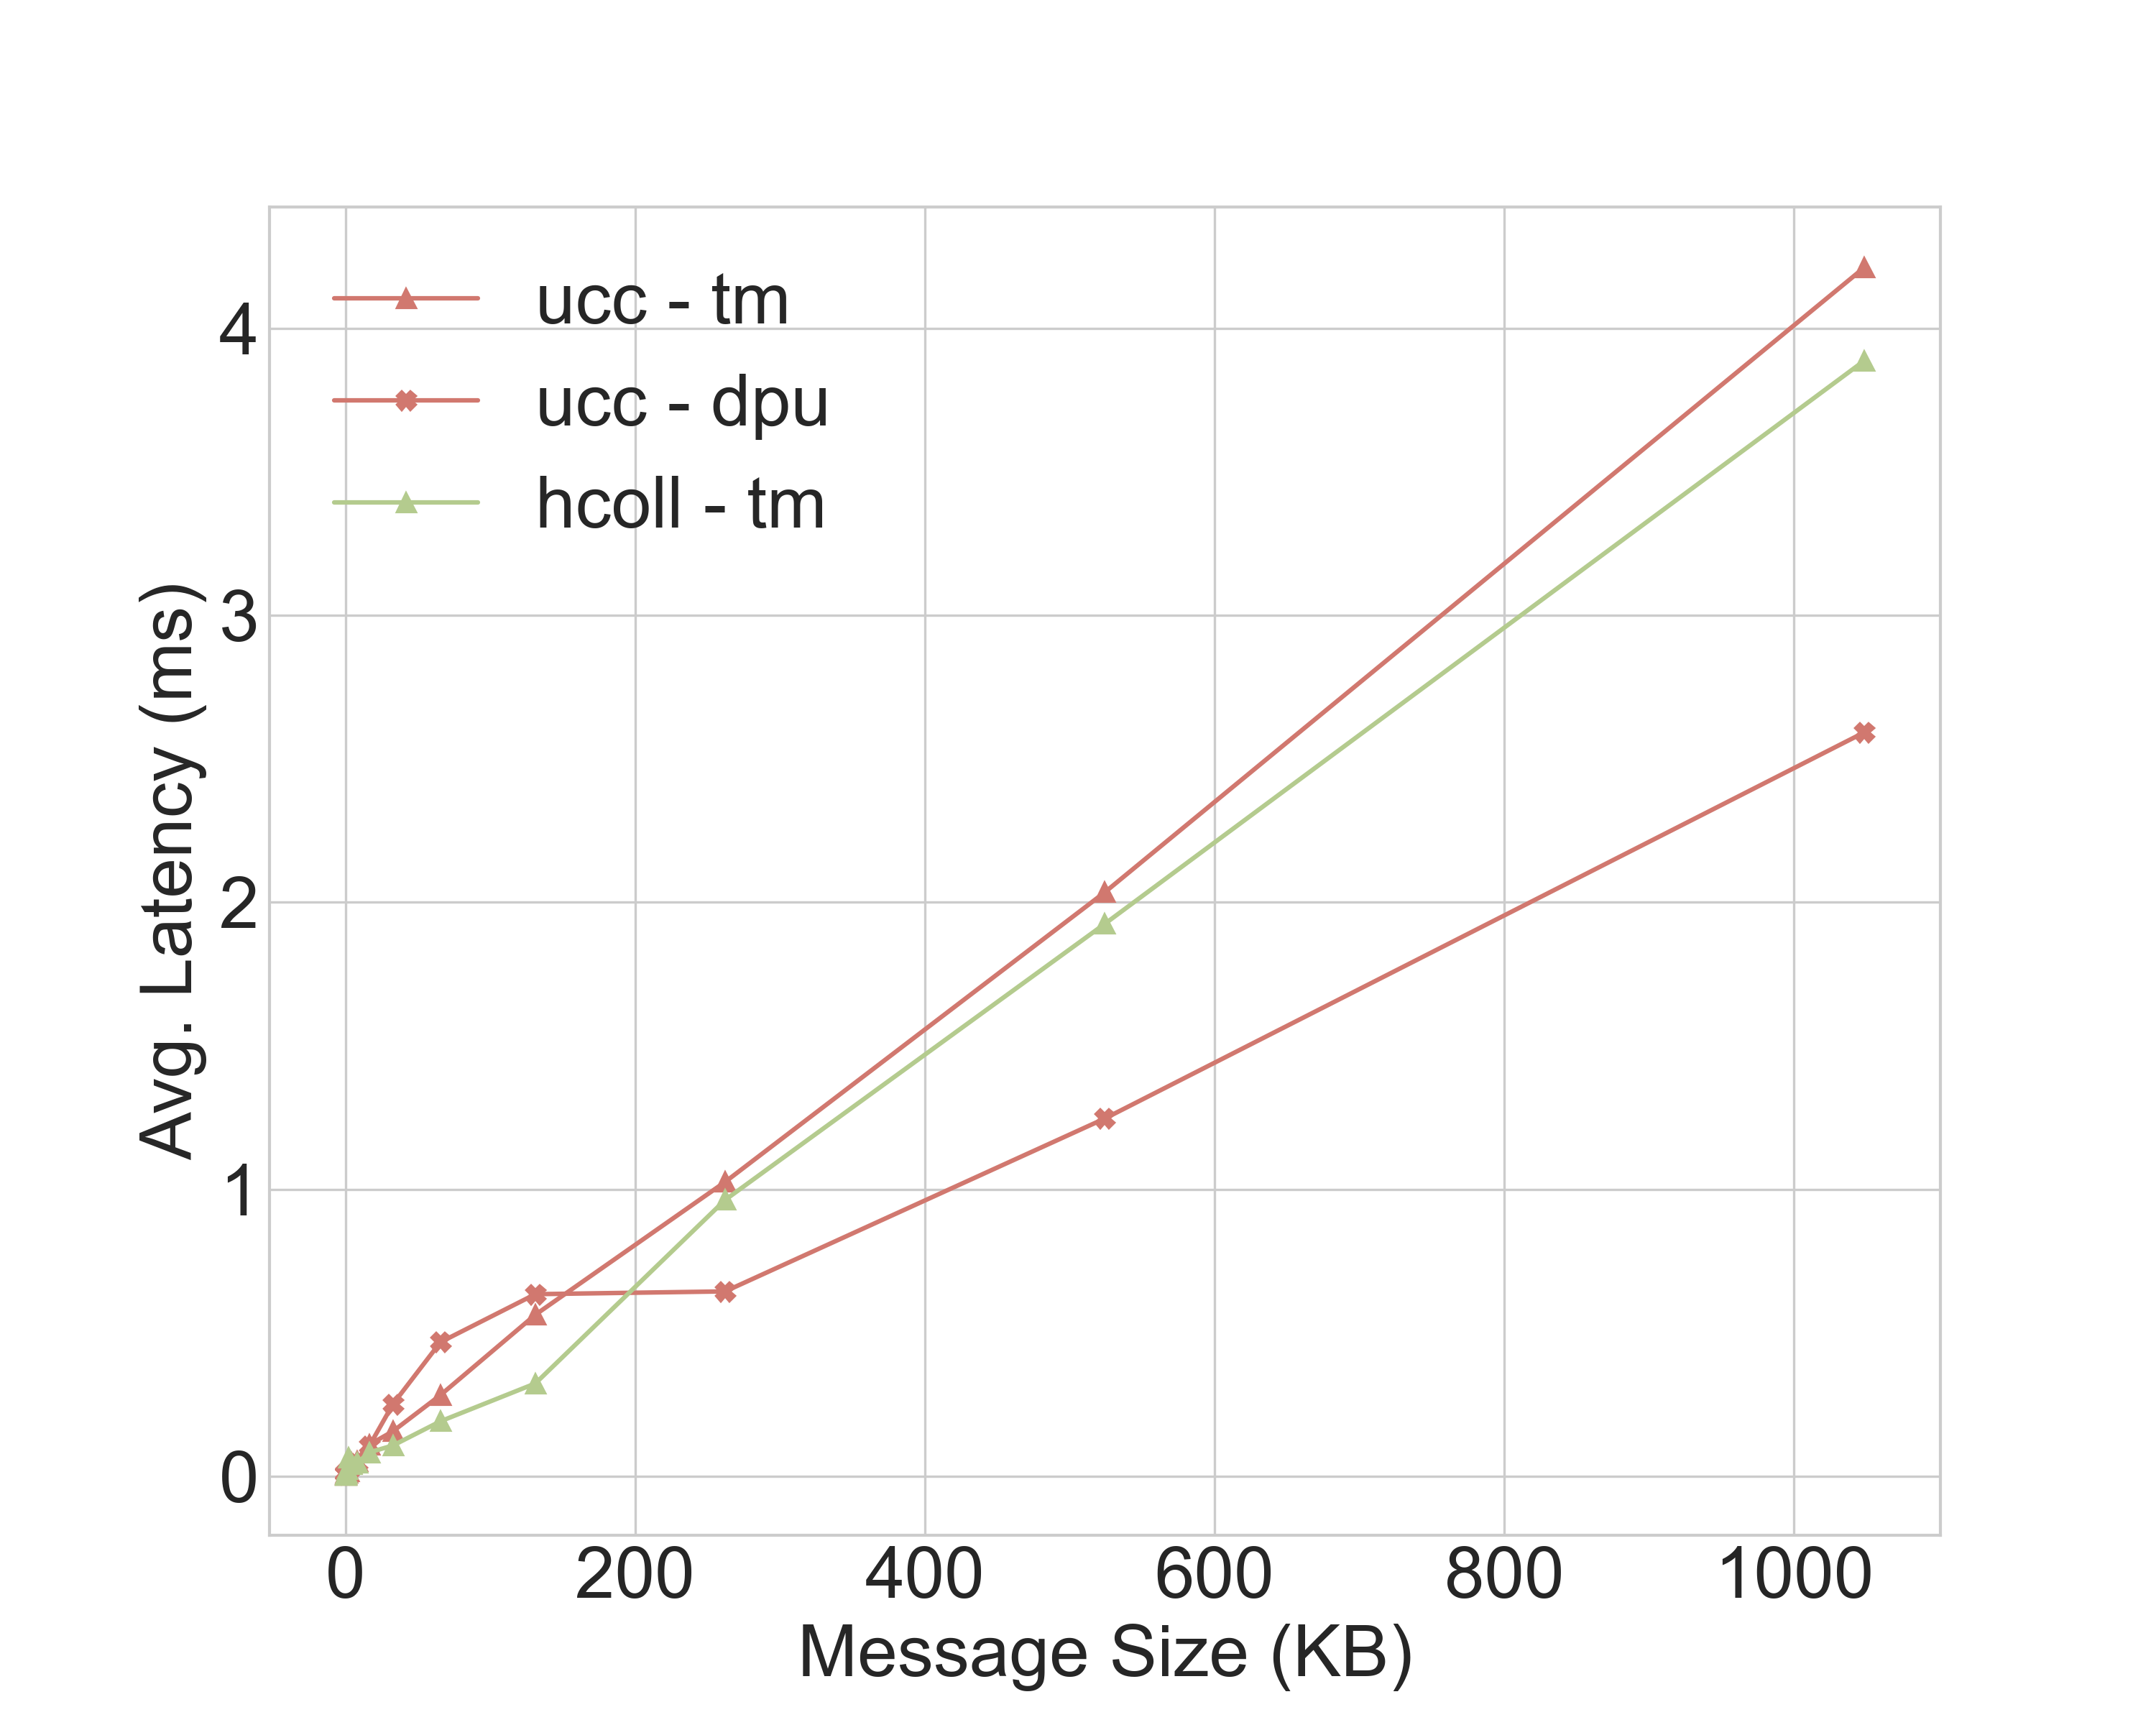 ucc - tm
ucc - dpu
hcoll - tm
Avg. Latency (ms)
4
3
2
1
0
0 200 400 600 800 1000
Message Size (KB)